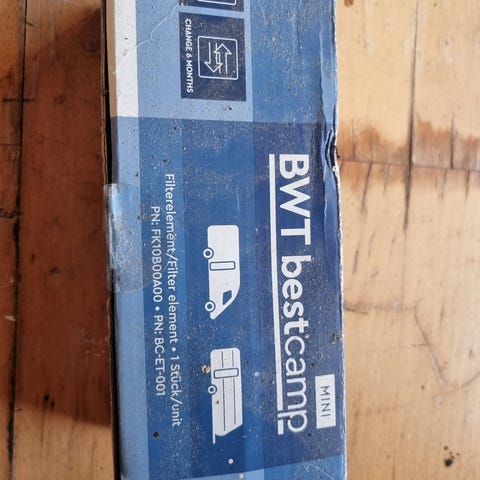 CHANGE 6 MONTHS
BWT bestcamp
MINI
Filterelement/Filter element • 1 Stück/unit
PN: FK10B00A00 • PN: BC-ET-001